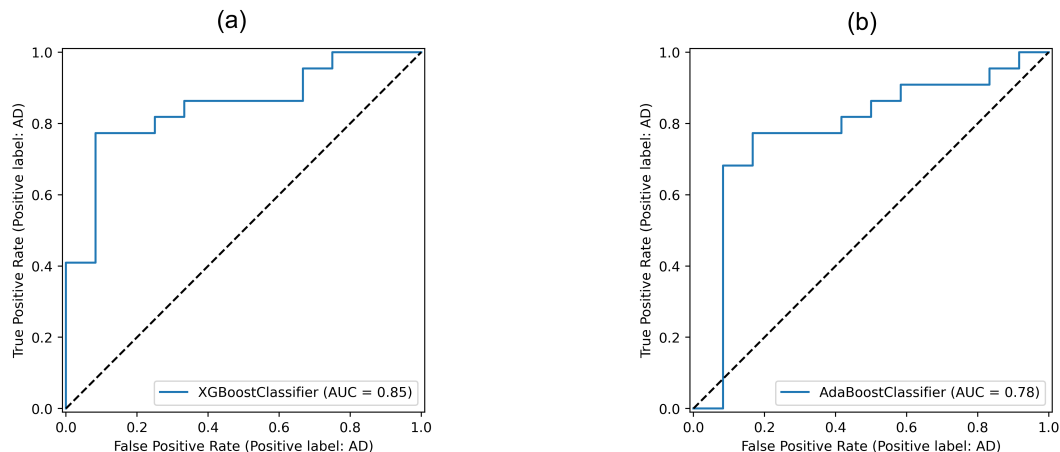 (a)
True Positive Rate (Positive label: AD)
1.0
0.8
0.6
0.4
0.2
0.0
XGBoostClassifier (AUC = 0.85)
0.0 0.2 0.4 0.6 0.8 1.0
False Positive Rate (Positive label: AD)
(b)
True Positive Rate (Positive label: AD)
1.0
0.8
0.6
0.4
0.2
0.0
AdaBoostClassifier (AUC = 0.78)
0.0 0.2 0.4 0.6 0.8 1.0
False Positive Rate (Positive label: AD)